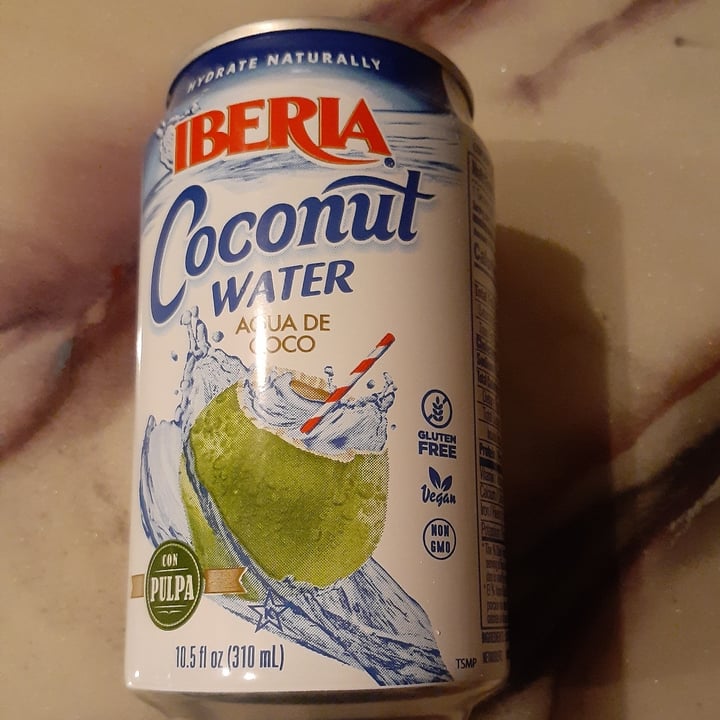 HYDRATE NATURALLY
IBERIA®
Coconut
WATER
AGUA DE
COCO
GLUTEN
FREE
Vegan
NON
GMO
CON
PULPA
10.5 fl oz (310 mL)
TSMP